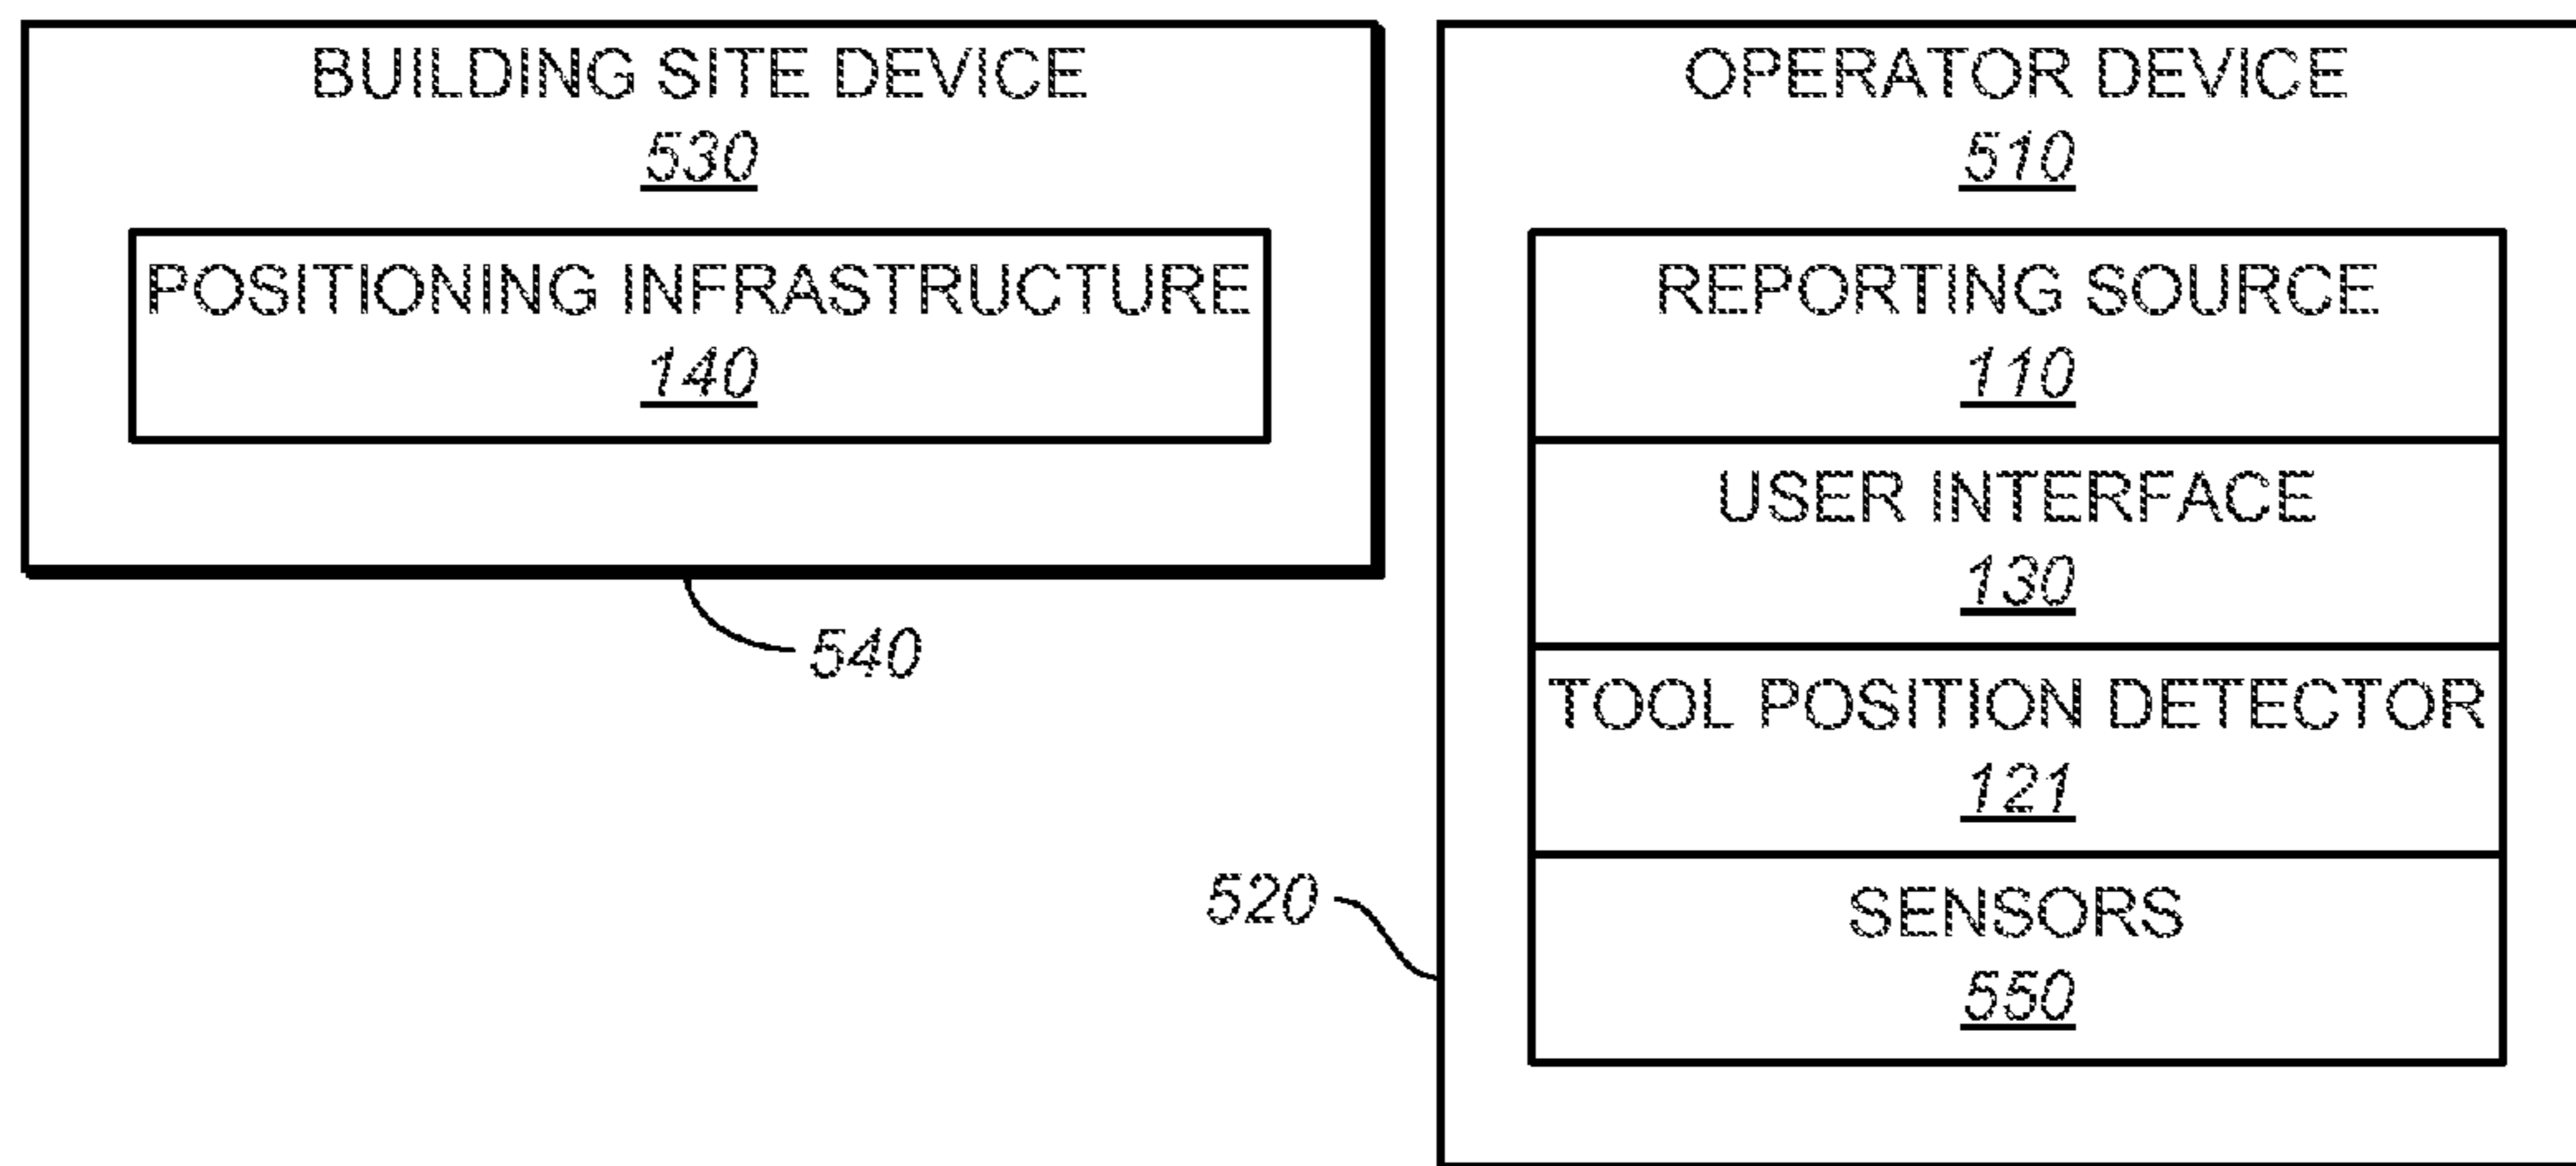 BUILDING SITE DEVICE
530
POSITIONING INFRASTRUCTURE
140
540
OPERATOR DEVICE
510
REPORTING SOURCE
110
USER INTERFACE
130
TOOL POSITION DETECTOR
121
SENSORS
550
520